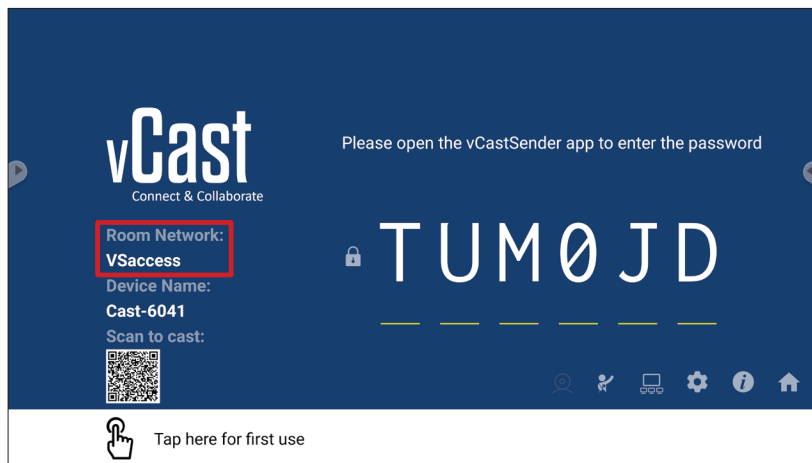 vCast
Connect & Collaborate
Please open the vCastSender app to enter the password
Room Network:
VSaccess
TUM0JD
Device Name:
Cast-6041
Scan to cast:
Tap here for first use